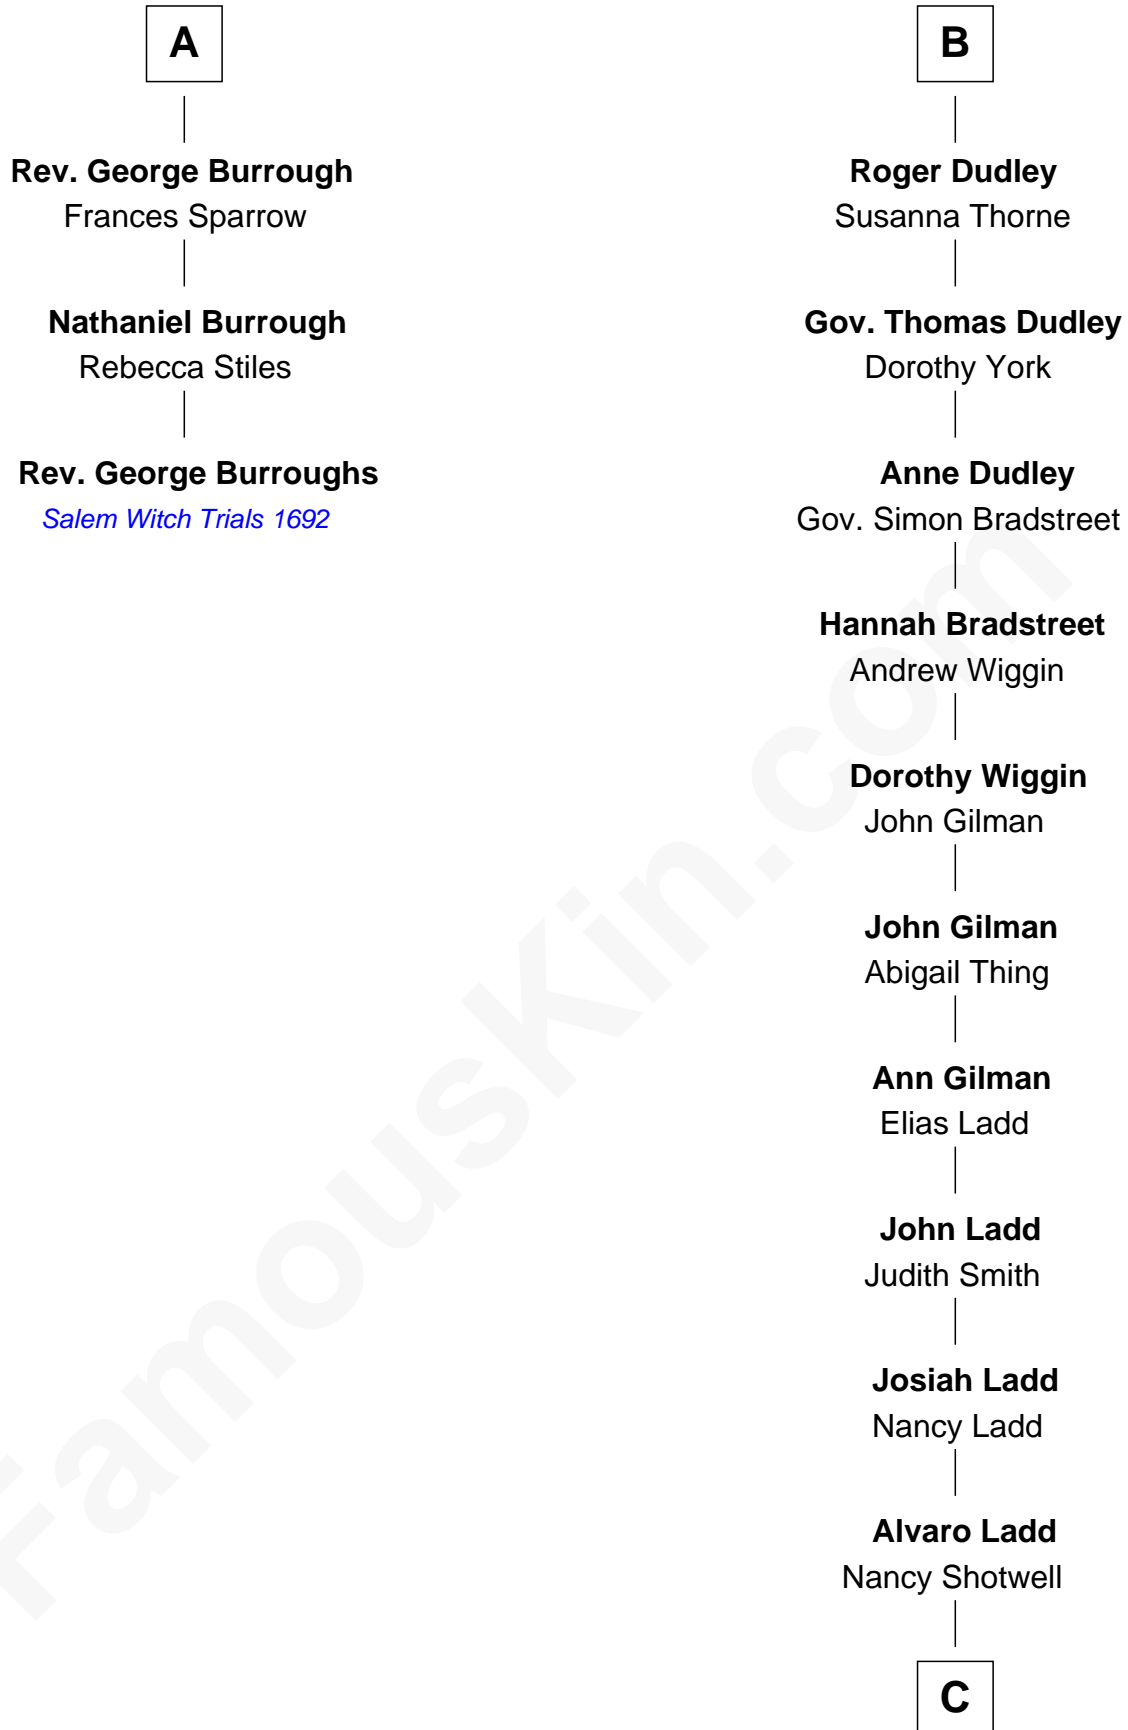 A
Rev. George Burrough
Frances Sparrow
Nathaniel Burrough
Rebecca Stiles
Rev. George Burroughs
Salem Witch Trials 1692
B
Roger Dudley
Susanna Thorne
Gov. Thomas Dudley
Dorothy York
Anne Dudley
Gov. Simon Bradstreet
Hannah Bradstreet
Andrew Wiggin
Dorothy Wiggin
John Gilman
John Gilman
Abigail Thing
Ann Gilman
Elias Ladd
John Ladd
Judith Smith
Josiah Ladd
Nancy Ladd
Alvaro Ladd
Nancy Shotwell
C
FamousKin.com